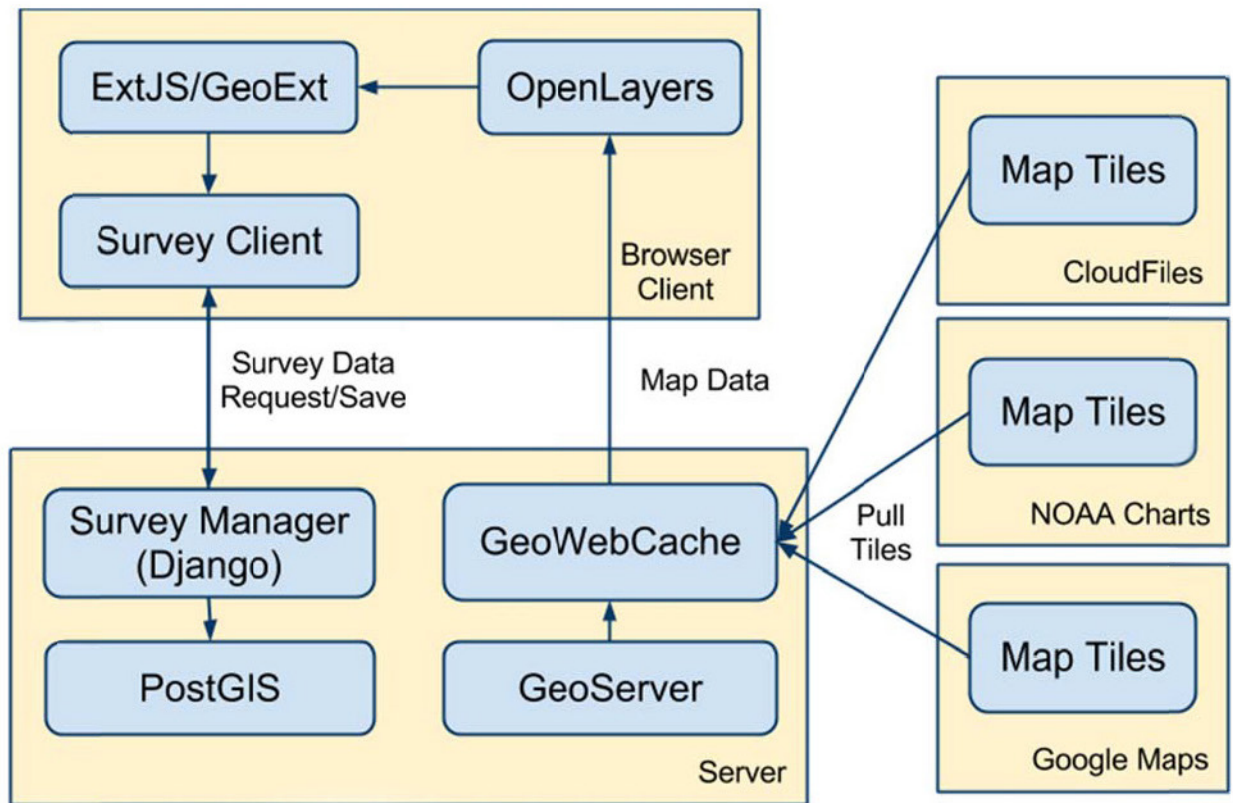 ExtJS/GeoExt
OpenLayers
Survey Client
Browser
Client
Map Tiles
CloudFiles
Survey Data
Request/Save
Map Data
Map Tiles
NOAA Charts
Survey Manager
(Django)
GeoWebCache
Pull
Tiles
PostGIS
GeoServer
Server
Map Tiles
Google Maps